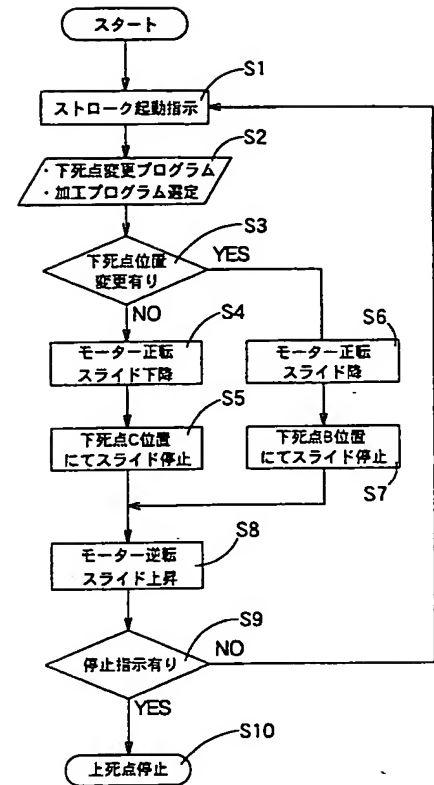 スタート
S1
ストローク起動指示
S2
・下死点変更プログラム
・加工プログラム選定
S3
下死点位置
変更有り
YES
NO
S4
モーター正転
スライド下降
S6
モーター正転
スライド降
S5
下死点C位置
にてスライド停止
下死点B位置
にてスライド停止
S7
S8
モーター逆転
スライド上昇
S9
停止指示有り
NO
YES
S10
上死点停止